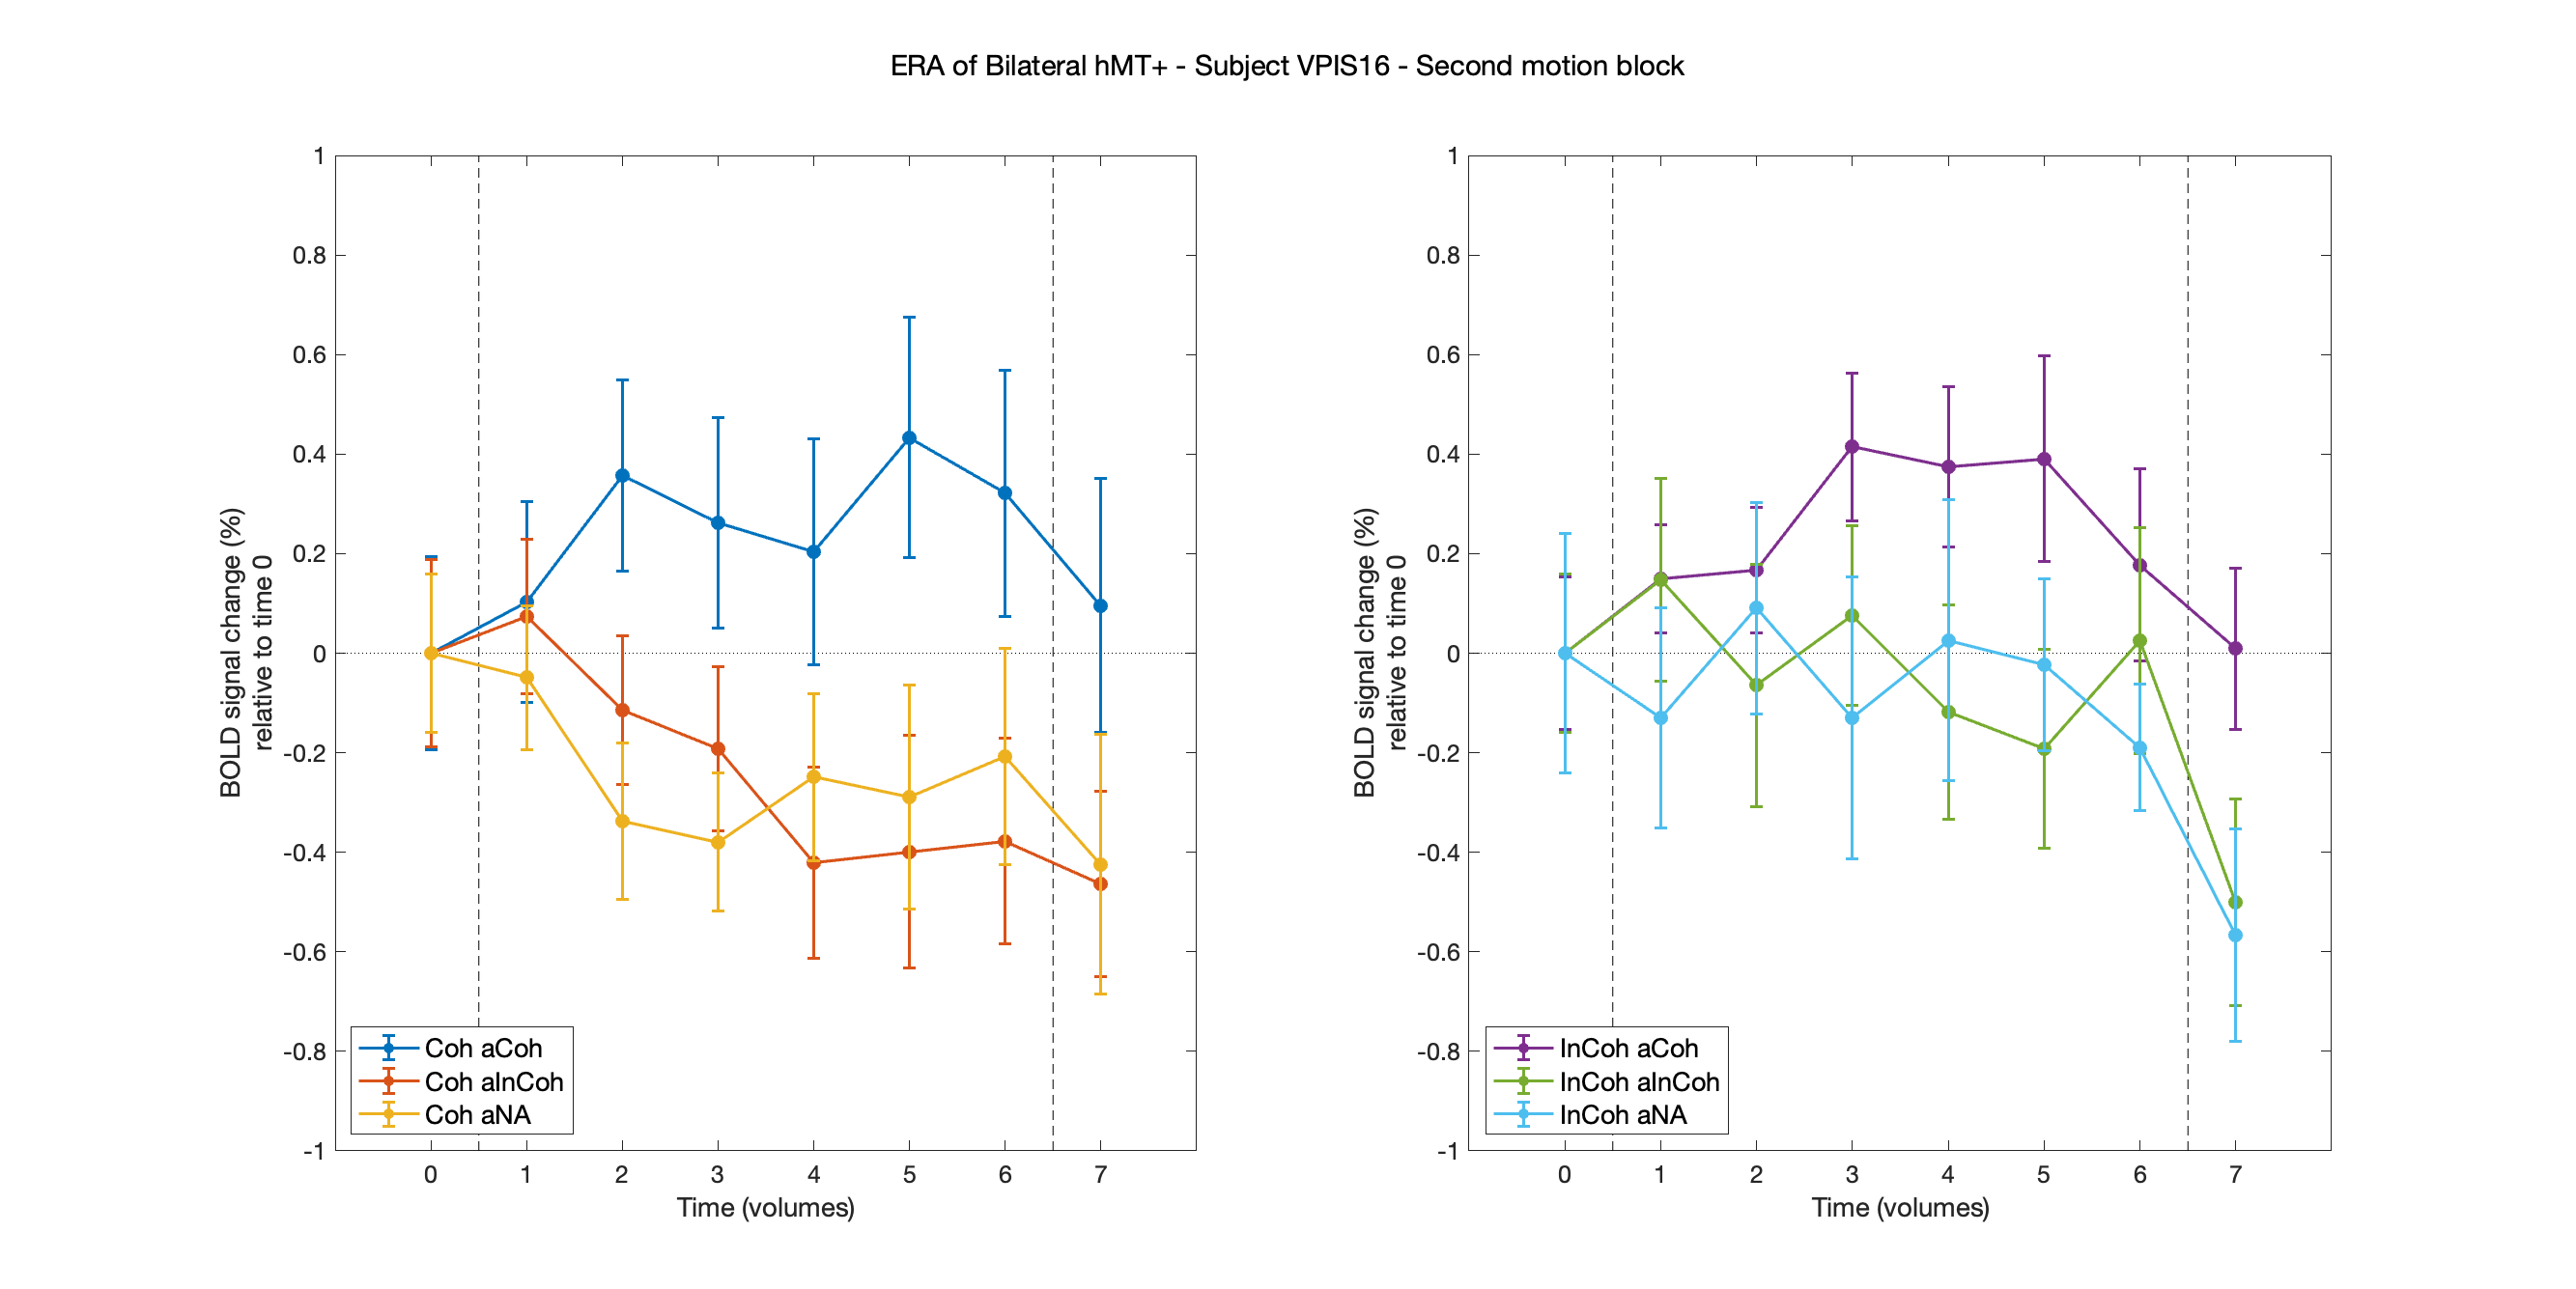 ERA of Bilateral hMT+ - Subject VPIS16 - Second motion block
BOLD signal change (%)
relative to time 0
1
0.8
0.6
0.4
0.2
0
-0.2
-0.4
-0.6
-0.8
-1
Coh aCoh
Coh aInCoh
Coh aNA
0 1 2 3 4 5 6 7
Time (volumes)
BOLD signal change (%)
relative to time 0
1
0.8
0.6
0.4
0.2
0
-0.2
-0.4
-0.6
-0.8
-1
InCoh aCoh
InCoh aInCoh
InCoh aNA
0 1 2 3 4 5 6 7
Time (volumes)